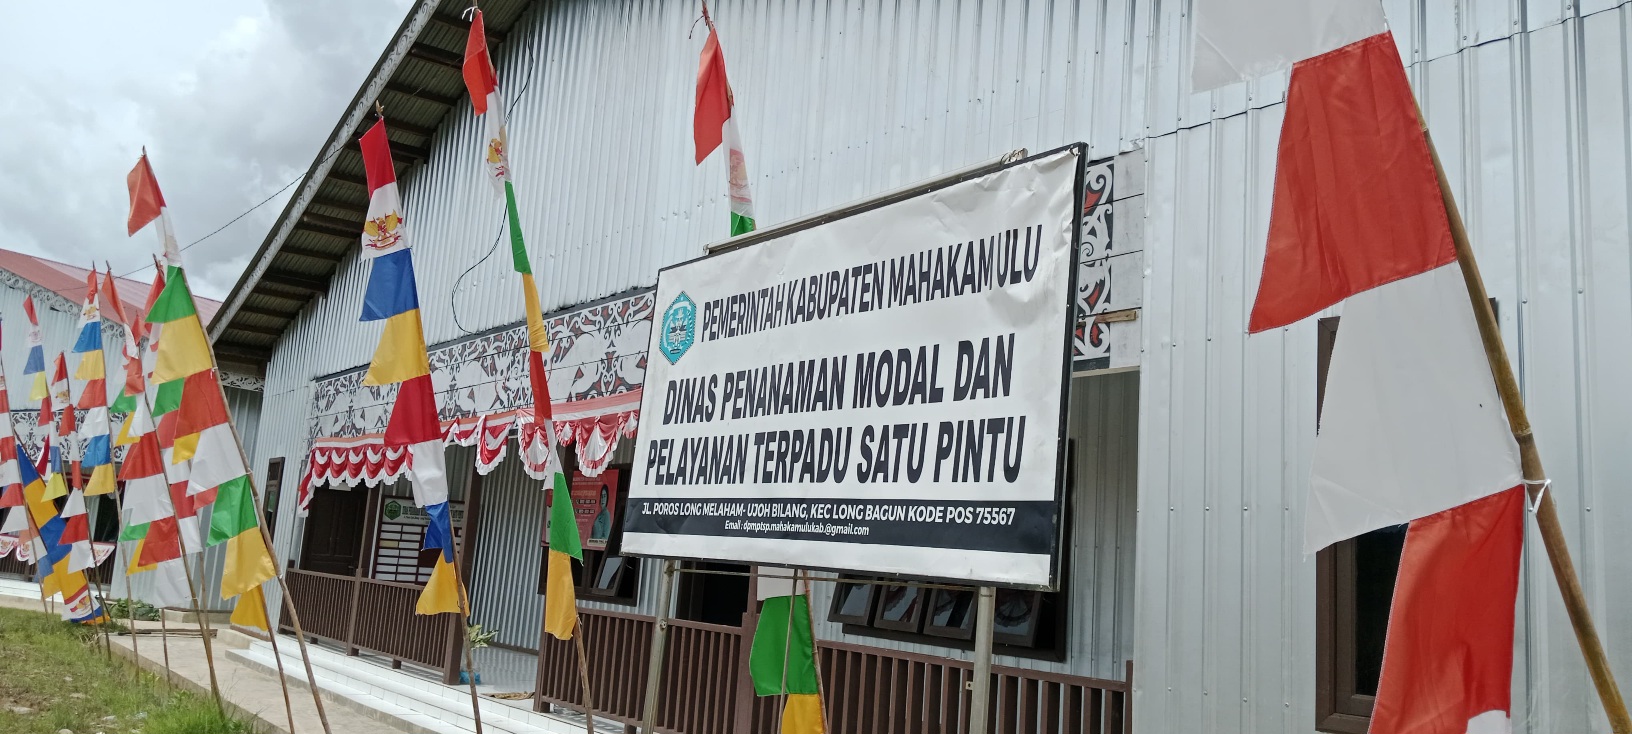 PEMERINTAH KABUPATEN MAHAKAMULU
DINAS PENANAMAN MODAL DAN
PELAYANAN TERPADU SATU PINTU
JL. POROS LONG MELAHAM- UJOH BILANG, KEC LONG BAGUN KODE POS 75567
Email : dpmptsp.mahakamulukab.@gmail.com